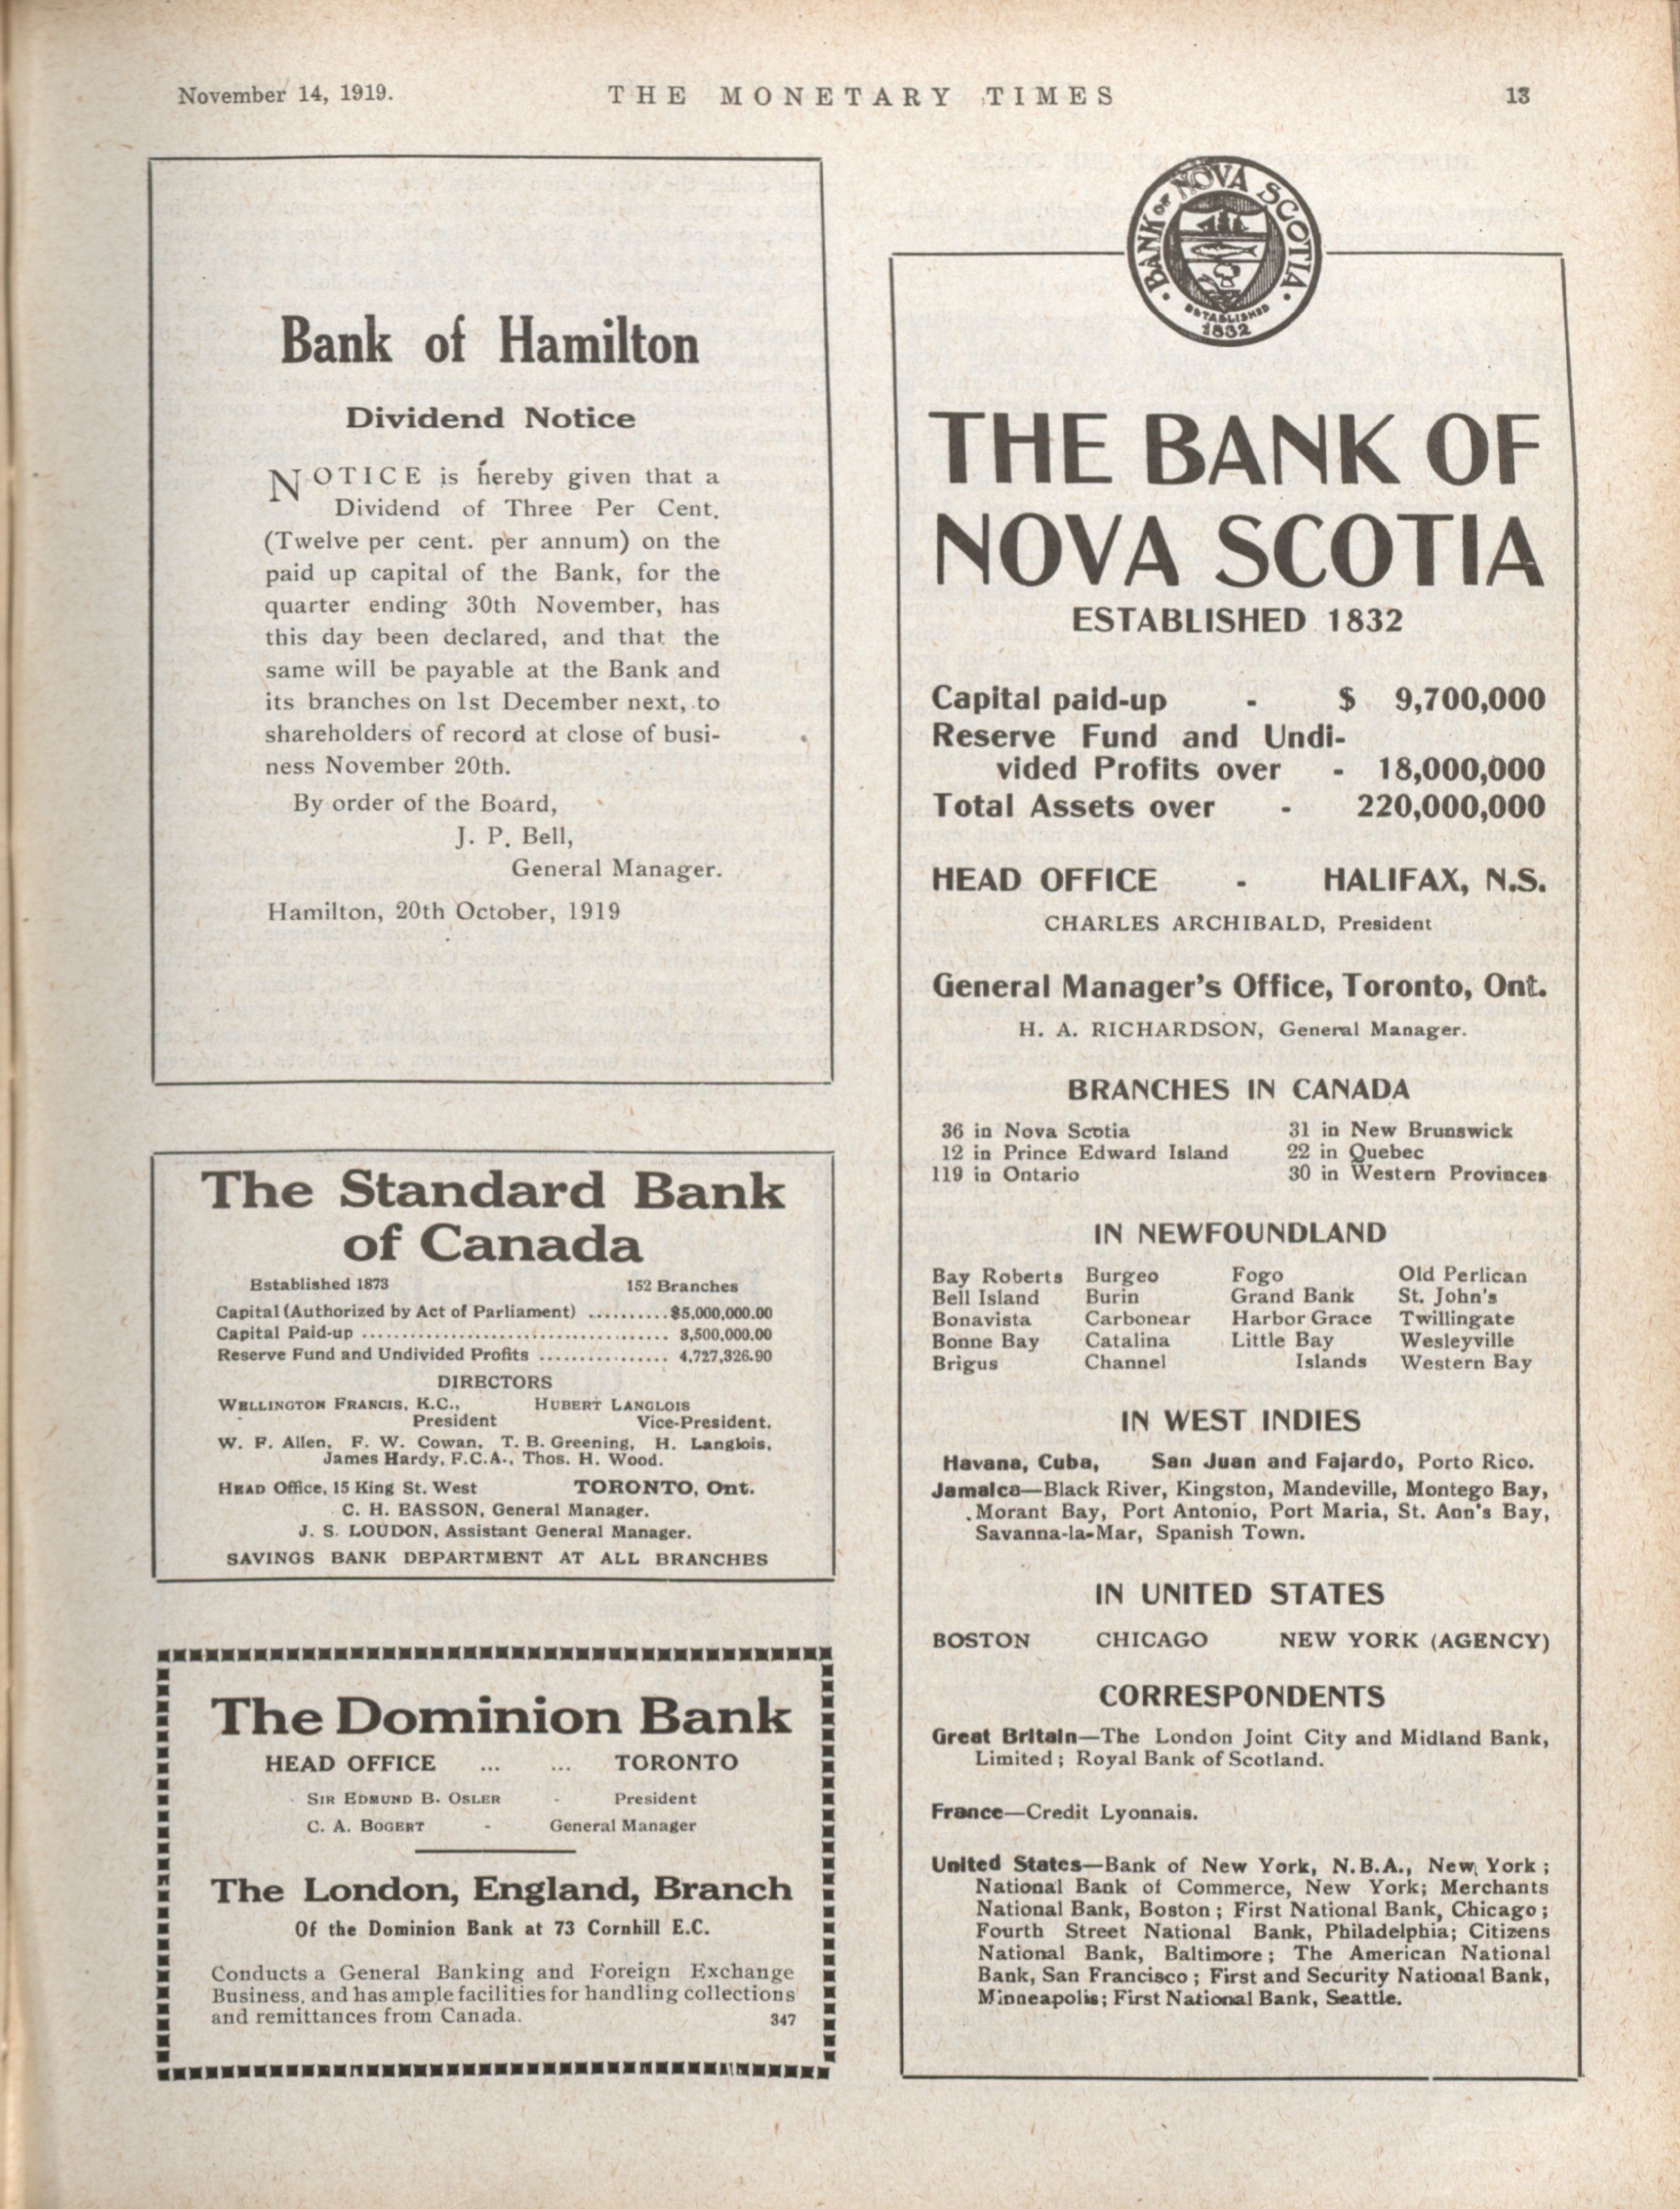 November 14, 1919.
THE MONETARY TIMES
13
Bank of Hamilton
Dividend Notice
NOTICE is hereby given that a
Dividend of Three Per Cent.
(Twelve per cent. per annum) on the
paid up capital of the Bank, for the
quarter ending 30th November, has
this day been declared, and that the
same will be payable at the Bank and
its branches on 1st December next, to
shareholders of record at close of busi-
ness November 20th.
By order of the Board,
J. P. Bell,
General Manager.
Hamilton, 20th October, 1919
The Standard Bank
of Canada
Established 1873 152 Branches
Capital (Authorized by Act of Parliament) .......... $5,000,000.00
Capital Paid-up ........................................ 3,500,000.00
Reserve Fund and Undivided Profits ................ 4,727,326.90
DIRECTORS
WELLINGTON FRANCIS, K.C., HUBERT LANGLOIS
President Vice-President.
W. F. Allen, F. W. Cowan, T. B. Greening, H. Langlois,
James Hardy, F.C.A., Thos. H. Wood.
HEAD Office, 15 King St. West TORONTO, Ont.
C. H. EASSON, General Manager.
J. S. LOUDON, Assistant General Manager.
SAVINGS BANK DEPARTMENT AT ALL BRANCHES
The Dominion Bank
HEAD OFFICE ... ... TORONTO
SIR EDMUND B. OSLER - President
C. A. BOGERT - General Manager
The London, England, Branch
Of the Dominion Bank at 73 Cornhill E.C.
Conducts a General Banking and Foreign Exchange
Business, and has ample facilities for handling collections
and remittances from Canada. 347
BANK OF NOVA SCOTIA
ESTABLISHED
1832
THE BANK OF
NOVA SCOTIA
ESTABLISHED 1832
Capital paid-up - $ 9,700,000
Reserve Fund and Undi-
vided Profits over - 18,000,000
Total Assets over - 220,000,000
HEAD OFFICE - HALIFAX, N.S.
CHARLES ARCHIBALD, President
General Manager's Office, Toronto, Ont.
H. A. RICHARDSON, General Manager.
BRANCHES IN CANADA
36 in Nova Scotia 31 in New Brunswick
12 in Prince Edward Island 22 in Quebec
119 in Ontario 30 in Western Provinces
IN NEWFOUNDLAND
Bay Roberts Burgeo Fogo Old Perlican
Bell Island Burin Grand Bank St. John's
Bonavista Carbonear Harbor Grace Twillingate
Bonne Bay Catalina Little Bay Wesleyville
Brigus Channel Islands Western Bay
IN WEST INDIES
Havana, Cuba, San Juan and Fajardo, Porto Rico.
Jamaica—Black River, Kingston, Mandeville, Montego Bay,
Morant Bay, Port Antonio, Port Maria, St. Ann's Bay,
Savanna-la-Mar, Spanish Town.
IN UNITED STATES
BOSTON CHICAGO NEW YORK (AGENCY)
CORRESPONDENTS
Great Britain—The London Joint City and Midland Bank,
Limited; Royal Bank of Scotland.
France—Credit Lyonnais.
United States—Bank of New York, N.B.A., New York;
National Bank of Commerce, New York; Merchants
National Bank, Boston; First National Bank, Chicago;
Fourth Street National Bank, Philadelphia; Citizens
National Bank, Baltimore; The American National
Bank, San Francisco; First and Security National Bank,
Minneapolis; First National Bank, Seattle.